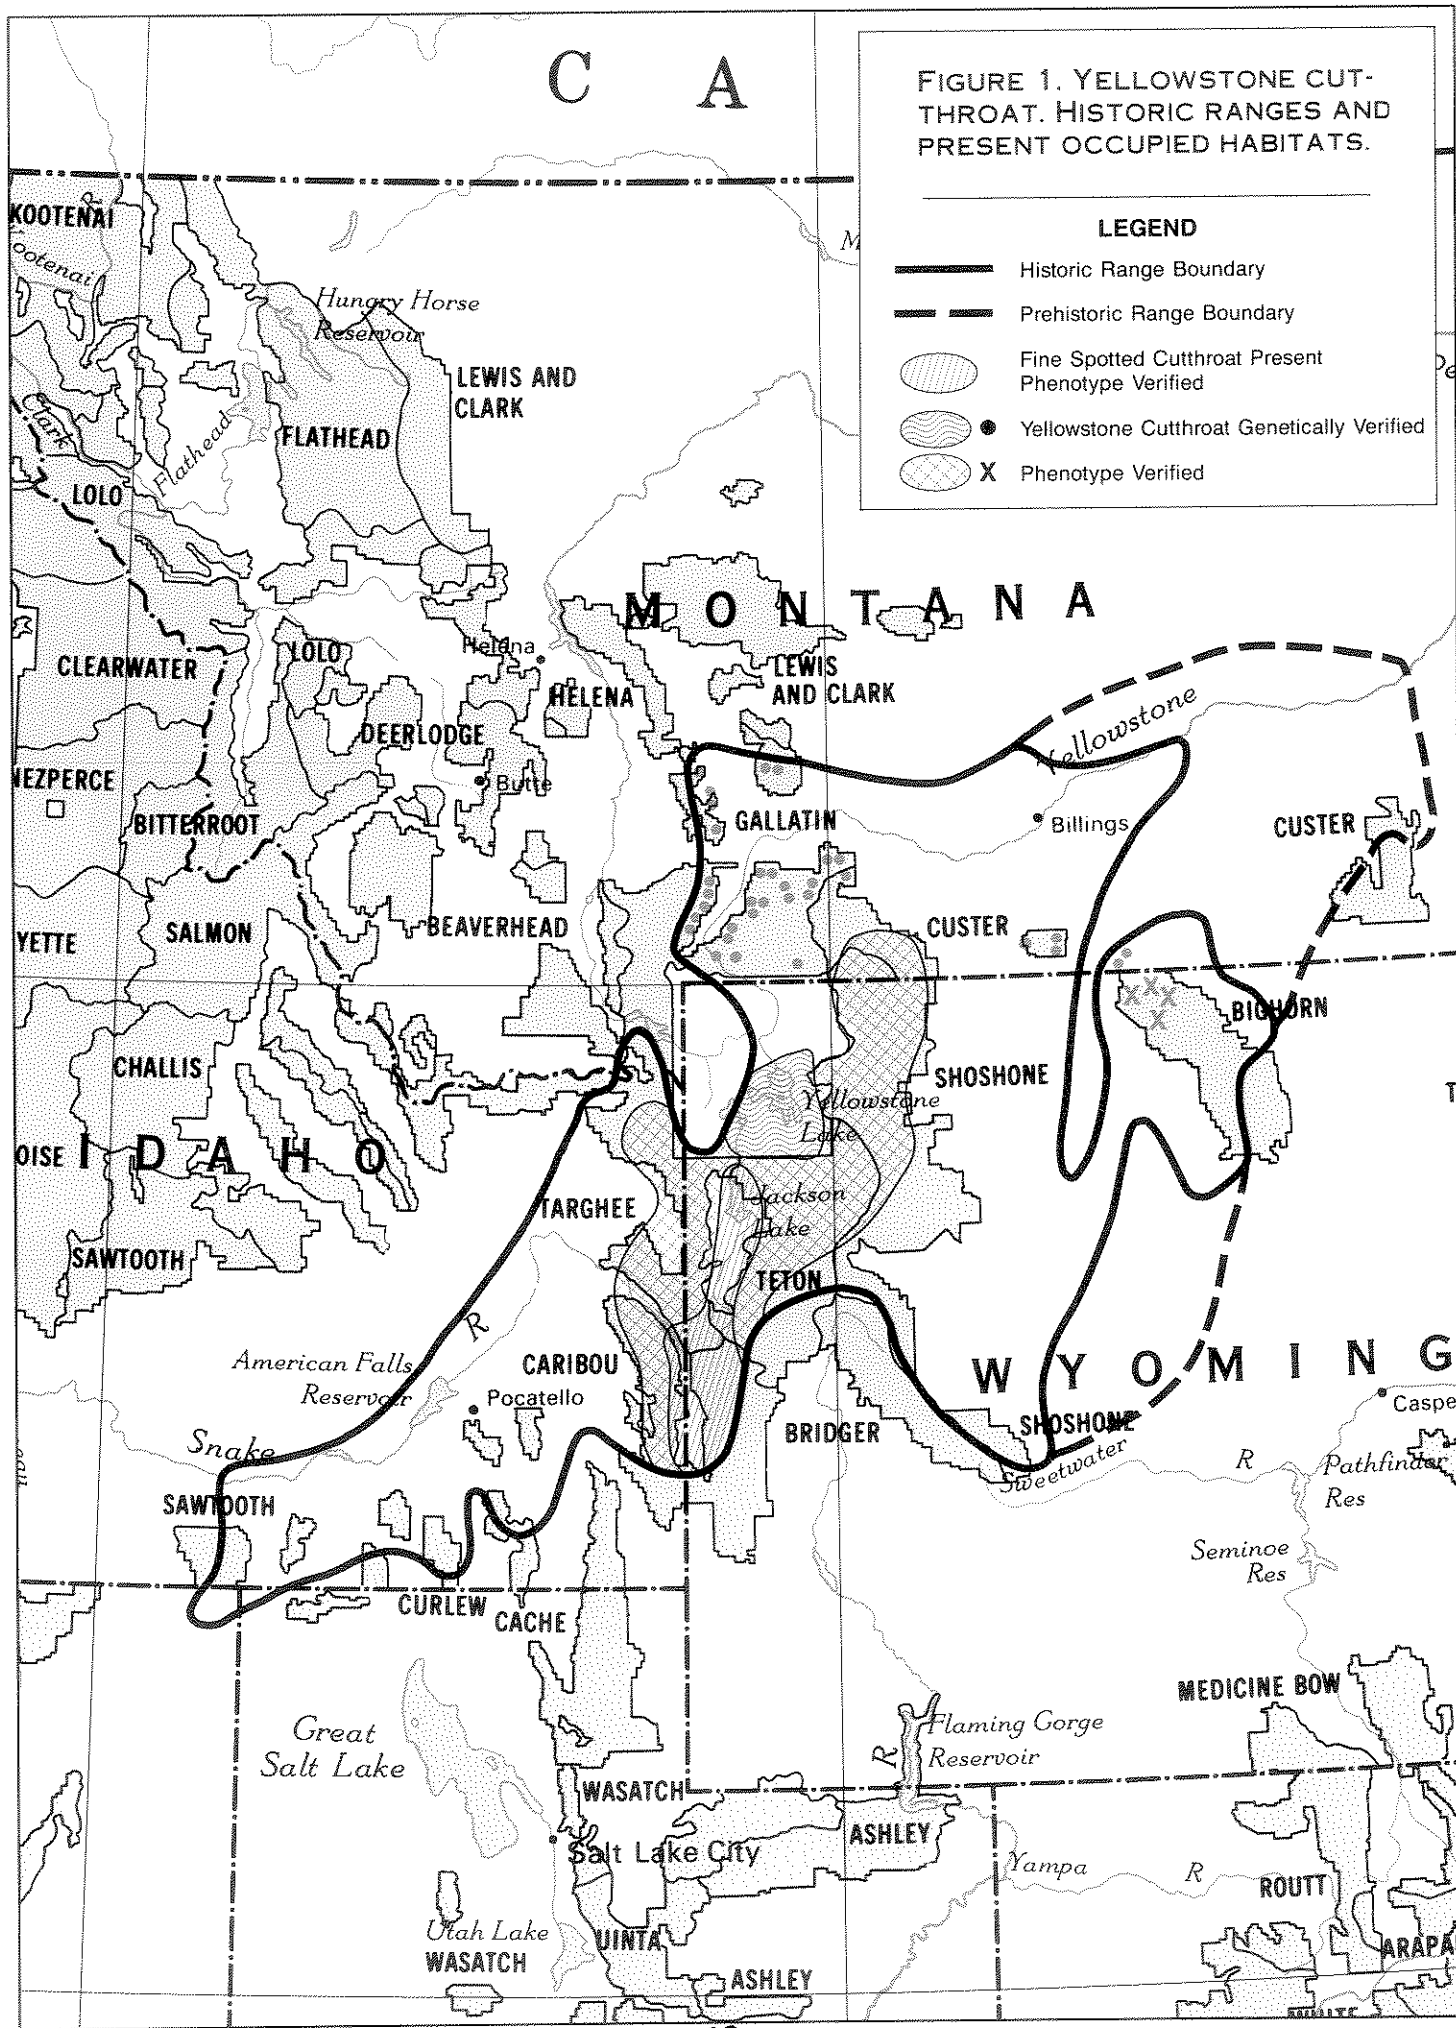 C A
FIGURE 1. YELLOWSTONE CUT-
THROAT. HISTORIC RANGES AND
PRESENT OCCUPIED HABITATS.
LEGEND
Historic Range Boundary
Prehistoric Range Boundary
Fine Spotted Cutthroat Present
Phenotype Verified
Yellowstone Cutthroat Genetically Verified
X Phenotype Verified
R
KOOTENAI
ootenai
M
Hungry Horse
Reservoir
LEWIS AND
CLARK
Clark
Flathead
FLATHEAD
LOLO
MONTANA
CLEARWATER
LOLO
Helena
HELENA
LEWIS
AND CLARK
DEERLODGE
Yellowstone
NEZPERCE
Butte
BITTERROOT
GALLATIN
Billings
CUSTER
YETTE
SALMON
BEAVERHEAD
CUSTER
X X X X
BIGHORN
CHALLIS
SHOSHONE
Yellowstone
Lake
T
OISE
IDAHO
Jackson
Lake
TARGHEE
SAWTOOTH
TETON
R
American Falls
Reservoir
CARIBOU
WYOMING
Pocatello
Caspe
BRIDGER
SHOSHONE
Snake
Sweetwater
R
Pathfinder
Res
SAWTOOTH
Seminoe
Res
CURLEW
CACHE
MEDICINE BOW
Great
Salt Lake
Flaming Gorge
Reservoir
R
WASATCH
ASHLEY
Salt Lake City
Yampa
R
ROUTT
Utah Lake
WASATCH
UINTA
ARAPA
ASHLEY